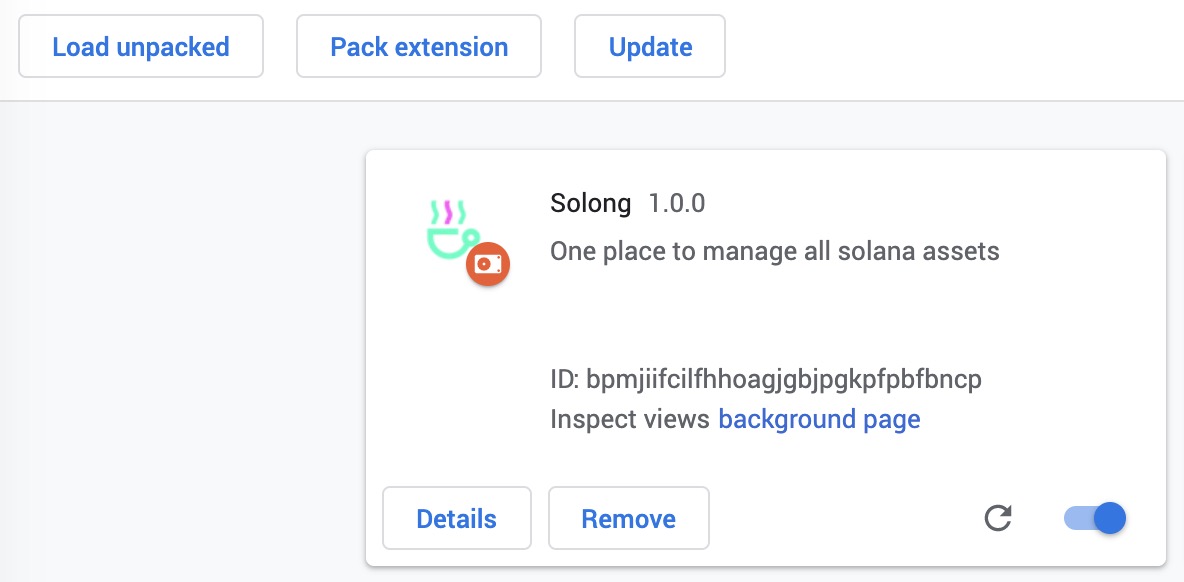 Load unpacked
Pack extension
Update
Solong 1.0.0
One place to manage all solana assets
ID: bpmjiifcilfhhoagjgbjpgkpfpbfbncp
Inspect views background page
Details
Remove